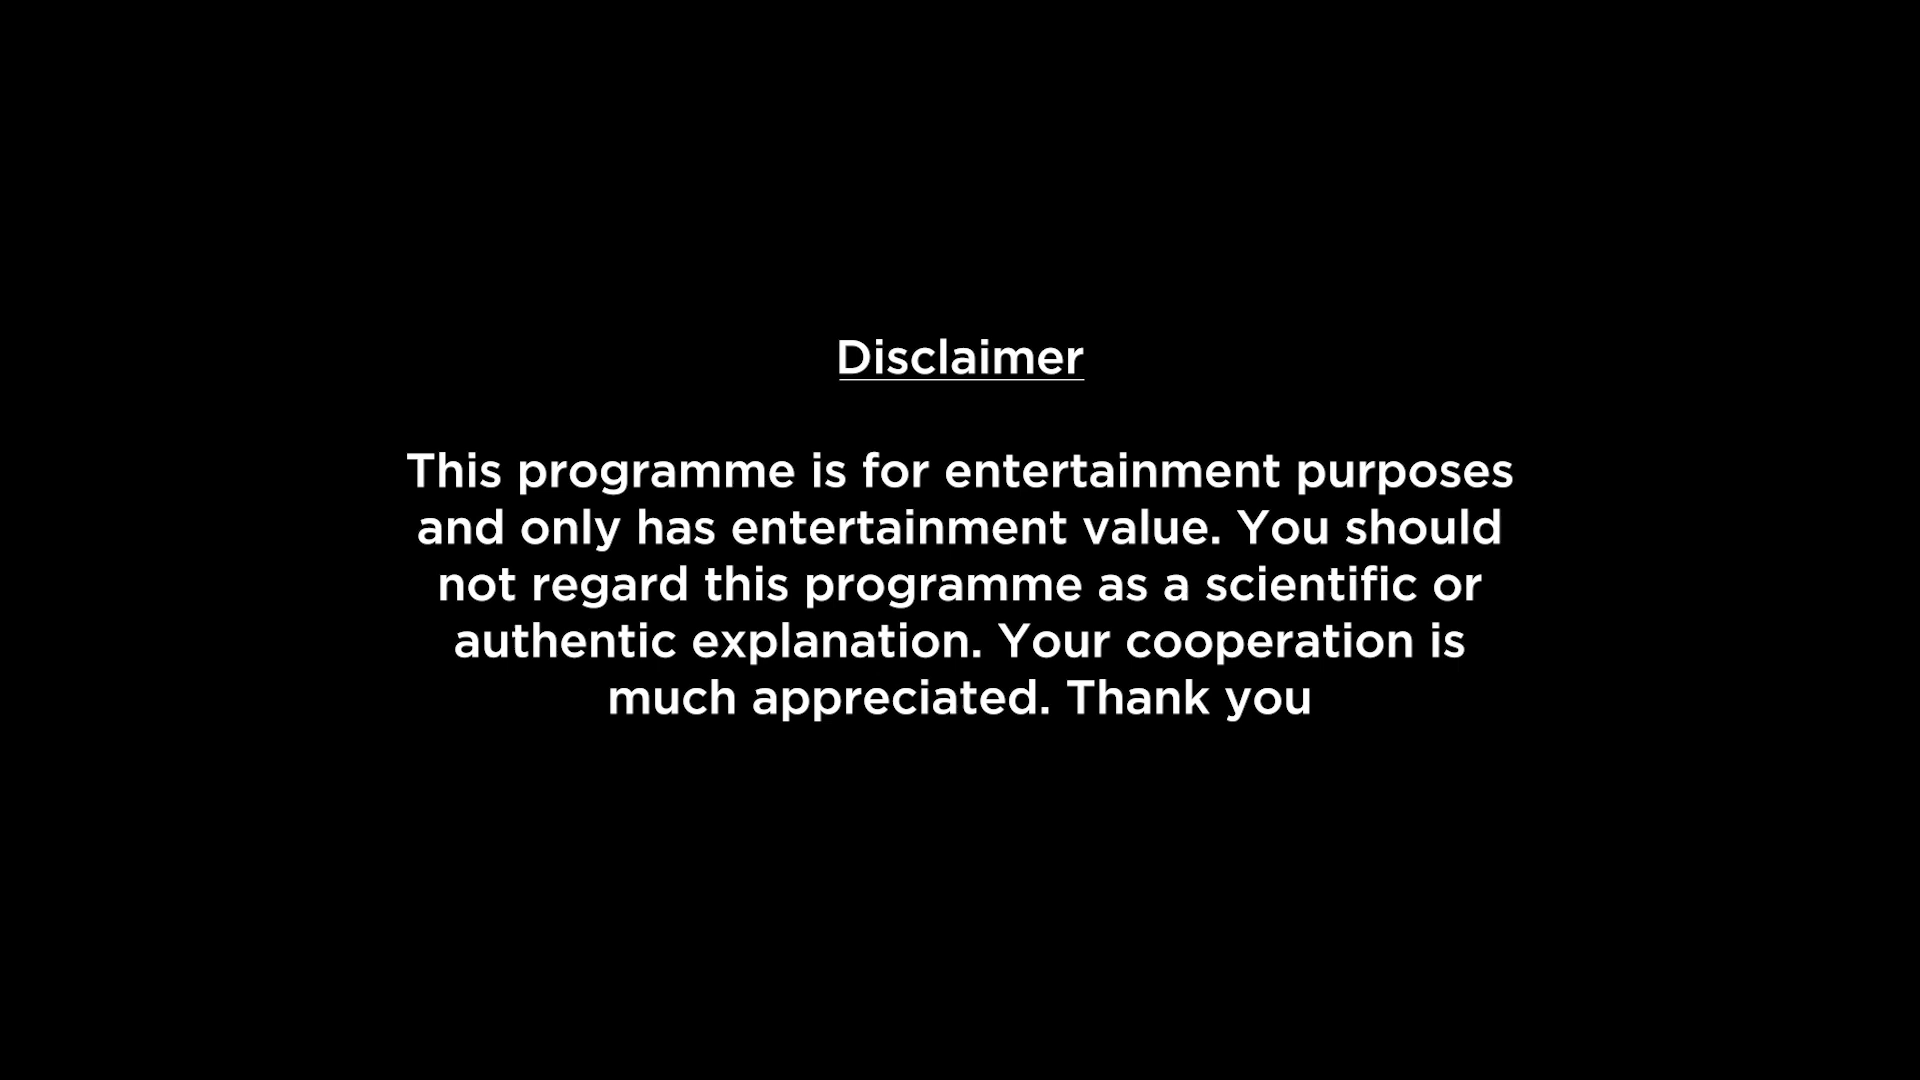 Disclaimer
This programme is for entertainment purposes
and only has entertainment value. You should
not regard this programme as a scientific or
authentic explanation. Your cooperation is
much appreciated. Thank you